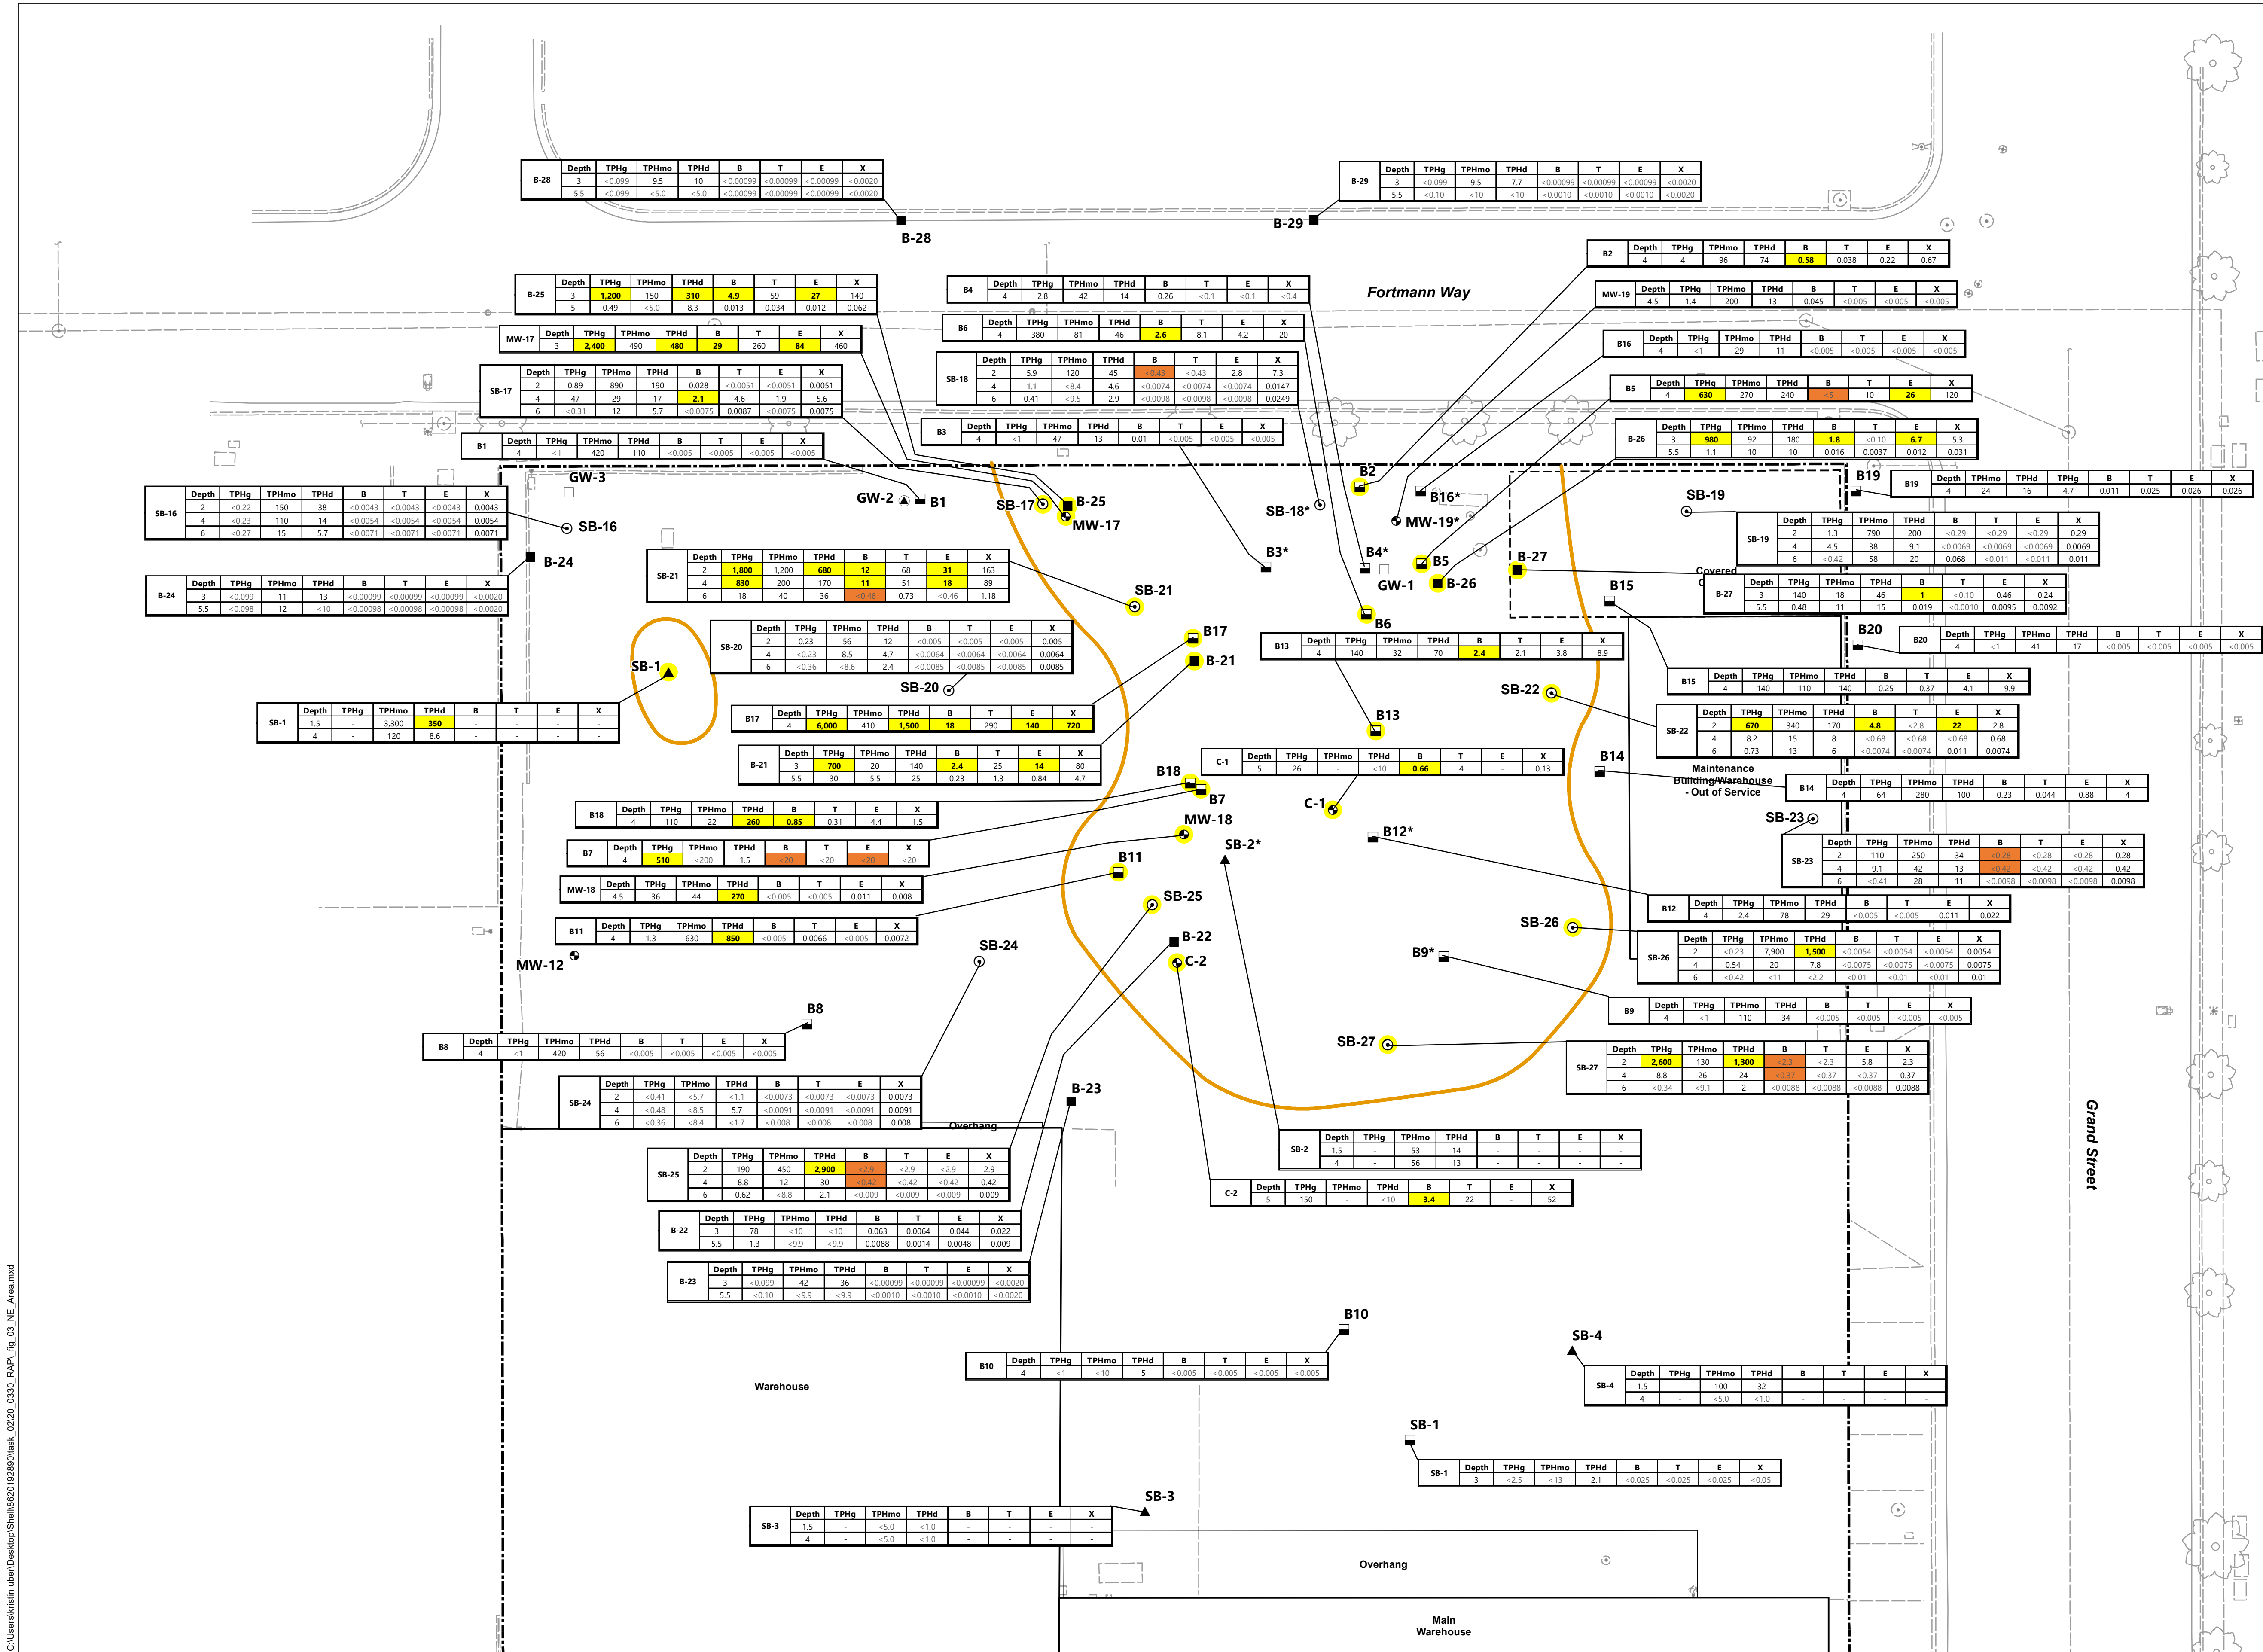 B-28 Depth TPHg TPHmo TPHd B T E X
3 <0.099 9.5 10 <0.00099 <0.00099 <0.00099 <0.0020
5.5 <0.099 <5.0 <5.0 <0.00099 <0.00099 <0.00099 <0.0020
B-29 Depth TPHg TPHmo TPHd B T E X
3 <0.099 9.5 7.7 <0.00099 <0.00099 <0.00099 <0.0020
5.5 <0.10 <10 <10 <0.0010 <0.0010 <0.0010 <0.0020
B-28
B-29
B2 Depth TPHg TPHmo TPHd B T E X
4 4 96 74 0.58 0.038 0.22 0.67
B-25 Depth TPHg TPHmo TPHd B T E X
3 1,200 150 310 4.9 59 27 140
5 0.49 <5.0 8.3 0.013 0.034 0.012 0.062
B4 Depth TPHg TPHmo TPHd B T E X
4 2.8 42 14 0.26 <0.1 <0.1 <0.4
Fortmann Way
MW-19 Depth TPHg TPHmo TPHd B T E X
4.5 1.4 200 13 0.045 <0.005 <0.005 <0.005
MW-17 Depth TPHg TPHmo TPHd B T E X
3 2,400 490 480 29 260 84 460
B6 Depth TPHg TPHmo TPHd B T E X
4 380 81 46 2.6 8.1 4.2 20
B16 Depth TPHg TPHmo TPHd B T E X
4 <1 29 11 <0.005 <0.005 <0.005 <0.005
SB-17 Depth TPHg TPHmo TPHd B T E X
2 0.89 890 190 0.028 <0.0051 <0.0051 0.0051
4 47 29 17 2.1 4.6 1.9 5.6
6 <0.31 12 5.7 <0.0075 0.0087 <0.0075 0.0075
SB-18 Depth TPHg TPHmo TPHd B T E X
2 5.9 120 45 <0.43 <0.43 2.8 7.3
4 1.1 <8.4 4.6 <0.0074 <0.0074 <0.0074 0.0147
6 0.41 <9.5 2.9 <0.0098 <0.0098 <0.0098 0.0249
B5 Depth TPHg TPHmo TPHd B T E X
4 630 270 240 <5 10 26 120
B1 Depth TPHg TPHmo TPHd B T E X
4 <1 420 110 <0.005 <0.005 <0.005 <0.005
B3 Depth TPHg TPHmo TPHd B T E X
4 <1 47 13 0.01 <0.005 <0.005 <0.005
B-26 Depth TPHg TPHmo TPHd B T E X
3 980 92 180 1.8 <0.10 6.7 5.3
5.5 1.1 10 10 0.016 0.0037 0.012 0.031
GW-3
GW-2
B1
SB-17
B-25
MW-17
SB-18*
B2
B16*
MW-19*
SB-19
B19
B19 Depth TPHmo TPHd TPHg B T E X
4 24 16 4.7 0.011 0.025 0.026 0.026
SB-16 Depth TPHg TPHmo TPHd B T E X
2 <0.22 150 38 <0.0043 <0.0043 <0.0043 0.0043
4 <0.23 110 14 <0.0054 <0.0054 <0.0054 0.0054
6 <0.27 15 5.7 <0.0071 <0.0071 <0.0071 0.0071
SB-16
SB-19 Depth TPHg TPHmo TPHd B T E X
2 1.3 790 200 <0.29 <0.29 <0.29 0.29
4 4.5 38 9.1 <0.0069 <0.0069 <0.0069 0.0069
6 <0.42 58 20 0.068 <0.011 <0.011 0.011
B-24
B-24 Depth TPHg TPHmo TPHd B T E X
3 <0.099 11 13 <0.00099 <0.00099 <0.00099 <0.0020
5.5 <0.098 12 <10 <0.00098 <0.00098 <0.00098 <0.0020
SB-21 Depth TPHg TPHmo TPHd B T E X
2 1,800 1,200 680 12 68 31 163
4 830 200 170 11 51 18 89
6 18 40 36 <0.46 0.73 <0.46 1.18
SB-21
B3*
B4*
GW-1
B5
B-26
B-27
Covered
B15
B-27 Depth TPHg TPHmo TPHd B T E X
3 140 18 46 1 <0.10 0.46 0.24
5.5 0.48 11 15 0.019 <0.0010 0.0095 0.0092
B6
B17
B-21
SB-20 Depth TPHg TPHmo TPHd B T E X
2 0.23 56 12 <0.005 <0.005 <0.005 0.005
4 <0.23 8.5 4.7 <0.0064 <0.0064 <0.0064 0.0064
6 <0.36 <8.6 2.4 <0.0085 <0.0085 <0.0085 0.0085
SB-20
SB-1
B13 Depth TPHg TPHmo TPHd B T E X
4 140 32 70 2.4 2.1 3.8 8.9
B20
B20 Depth TPHg TPHmo TPHd B T E X
4 <1 41 17 <0.005 <0.005 <0.005 <0.005
B15 Depth TPHg TPHmo TPHd B T E X
4 140 110 140 0.25 0.37 4.1 9.9
SB-1 Depth TPHg TPHmo TPHd B T E X
1.5 - 3,300 350 - - - -
4 - 120 8.6 - - - -
B17 Depth TPHg TPHmo TPHd B T E X
4 6,000 410 1,500 18 290 140 720
SB-22
SB-22 Depth TPHg TPHmo TPHd B T E X
2 670 340 170 4.8 <2.8 22 2.8
4 8.2 15 8 <0.68 <0.68 <0.68 0.68
6 0.73 13 6 <0.0074 <0.0074 0.011 0.0074
B13
B-21 Depth TPHg TPHmo TPHd B T E X
3 700 20 140 2.4 25 14 80
5.5 30 5.5 25 0.23 1.3 0.84 4.7
C-1 Depth TPHg TPHmo TPHd B T E X
5 26 - <10 0.66 4 - 0.13
B14
Maintenance
Building/Warehouse
- Out of Service
B14 Depth TPHg TPHmo TPHd B T E X
4 64 280 100 0.23 0.044 0.88 4
B18
B7
C-1
B18 Depth TPHg TPHmo TPHd B T E X
4 110 22 260 0.85 0.31 4.4 1.5
MW-18
SB-2*
B12*
SB-23
B7 Depth TPHg TPHmo TPHd B T E X
4 510 <200 1.5 <20 <20 <20 <20
SB-23 Depth TPHg TPHmo TPHd B T E X
2 110 250 34 <0.28 <0.28 <0.28 0.28
4 9.1 42 13 <0.42 <0.42 <0.42 0.42
6 <0.41 28 11 <0.0098 <0.0098 <0.0098 0.0098
B11
MW-18 Depth TPHg TPHmo TPHd B T E X
4.5 36 44 270 <0.005 <0.005 0.011 0.008
SB-25
B12 Depth TPHg TPHmo TPHd B T E X
4 2.4 78 29 <0.005 <0.005 0.011 0.022
B11 Depth TPHg TPHmo TPHd B T E X
4 1.3 630 850 <0.005 0.0066 <0.005 0.0072
SB-26
SB-26 Depth TPHg TPHmo TPHd B T E X
2 <0.23 7,900 1,500 <0.0054 <0.0054 <0.0054 0.0054
4 0.54 20 7.8 <0.0075 <0.0075 <0.0075 0.0075
6 <0.42 <11 <2.2 <0.01 <0.01 <0.01 0.01
MW-12
SB-24
B-22
C-2
B9*
B9 Depth TPHg TPHmo TPHd B T E X
4 <1 110 34 <0.005 <0.005 <0.005 <0.005
B8
B8 Depth TPHg TPHmo TPHd B T E X
4 <1 420 56 <0.005 <0.005 <0.005 <0.005
SB-27
SB-27 Depth TPHg TPHmo TPHd B T E X
2 2,600 130 1,300 <2.3 <2.3 5.8 2.3
4 8.8 26 24 <0.37 <0.37 <0.37 0.37
6 <0.34 <9.1 2 <0.0088 <0.0088 <0.0088 0.0088
SB-24 Depth TPHg TPHmo TPHd B T E X
2 <0.41 <5.7 <1.1 <0.0073 <0.0073 <0.0073 0.0073
4 <0.48 <8.5 5.7 <0.0091 <0.0091 <0.0091 0.0091
6 <0.36 <8.4 <1.7 <0.008 <0.008 <0.008 0.008
B-23
Overhang
Grand Street
SB-2 Depth TPHg TPHmo TPHd B T E X
1.5 - 53 14 - - - -
4 - 56 13 - - - -
SB-25 Depth TPHg TPHmo TPHd B T E X
2 190 450 2,900 <2.9 <2.9 <2.9 2.9
4 8.8 12 30 <0.42 <0.42 <0.42 0.42
6 0.62 <8.8 2.1 <0.009 <0.009 <0.009 0.009
C-2 Depth TPHg TPHmo TPHd B T E X
5 150 - <10 3.4 22 - 52
B-22 Depth TPHg TPHmo TPHd B T E X
3 78 <10 <10 0.063 0.0064 0.044 0.022
5.5 1.3 <9.9 <9.9 0.0088 0.0014 0.0048 0.009
B-23 Depth TPHg TPHmo TPHd B T E X
3 <0.099 42 36 <0.00099 <0.00099 <0.00099 <0.0020
5.5 <0.10 <9.9 <9.9 <0.0010 <0.0010 <0.0010 <0.0020
B10
B10 Depth TPHg TPHmo TPHd B T E X
4 <1 <10 5 <0.005 <0.005 <0.005 <0.005
SB-4
SB-4 Depth TPHg TPHmo TPHd B T E X
1.5 - 100 32 - - - -
4 - <5.0 <1.0 - - - -
Warehouse
SB-1
SB-1 Depth TPHg TPHmo TPHd B T E X
3 <2.5 <13 2.1 <0.025 <0.025 <0.025 <0.05
SB-3
SB-3 Depth TPHg TPHmo TPHd B T E X
1.5 - <5.0 <1.0 - - - -
4 - <5.0 <1.0 - - - -
Overhang
Main
Warehouse
C:\Users\kristin.uber\Desktop\Shell\8620192890\task_02\20_0330_RAP\_fig_03_NE_Area.mxd